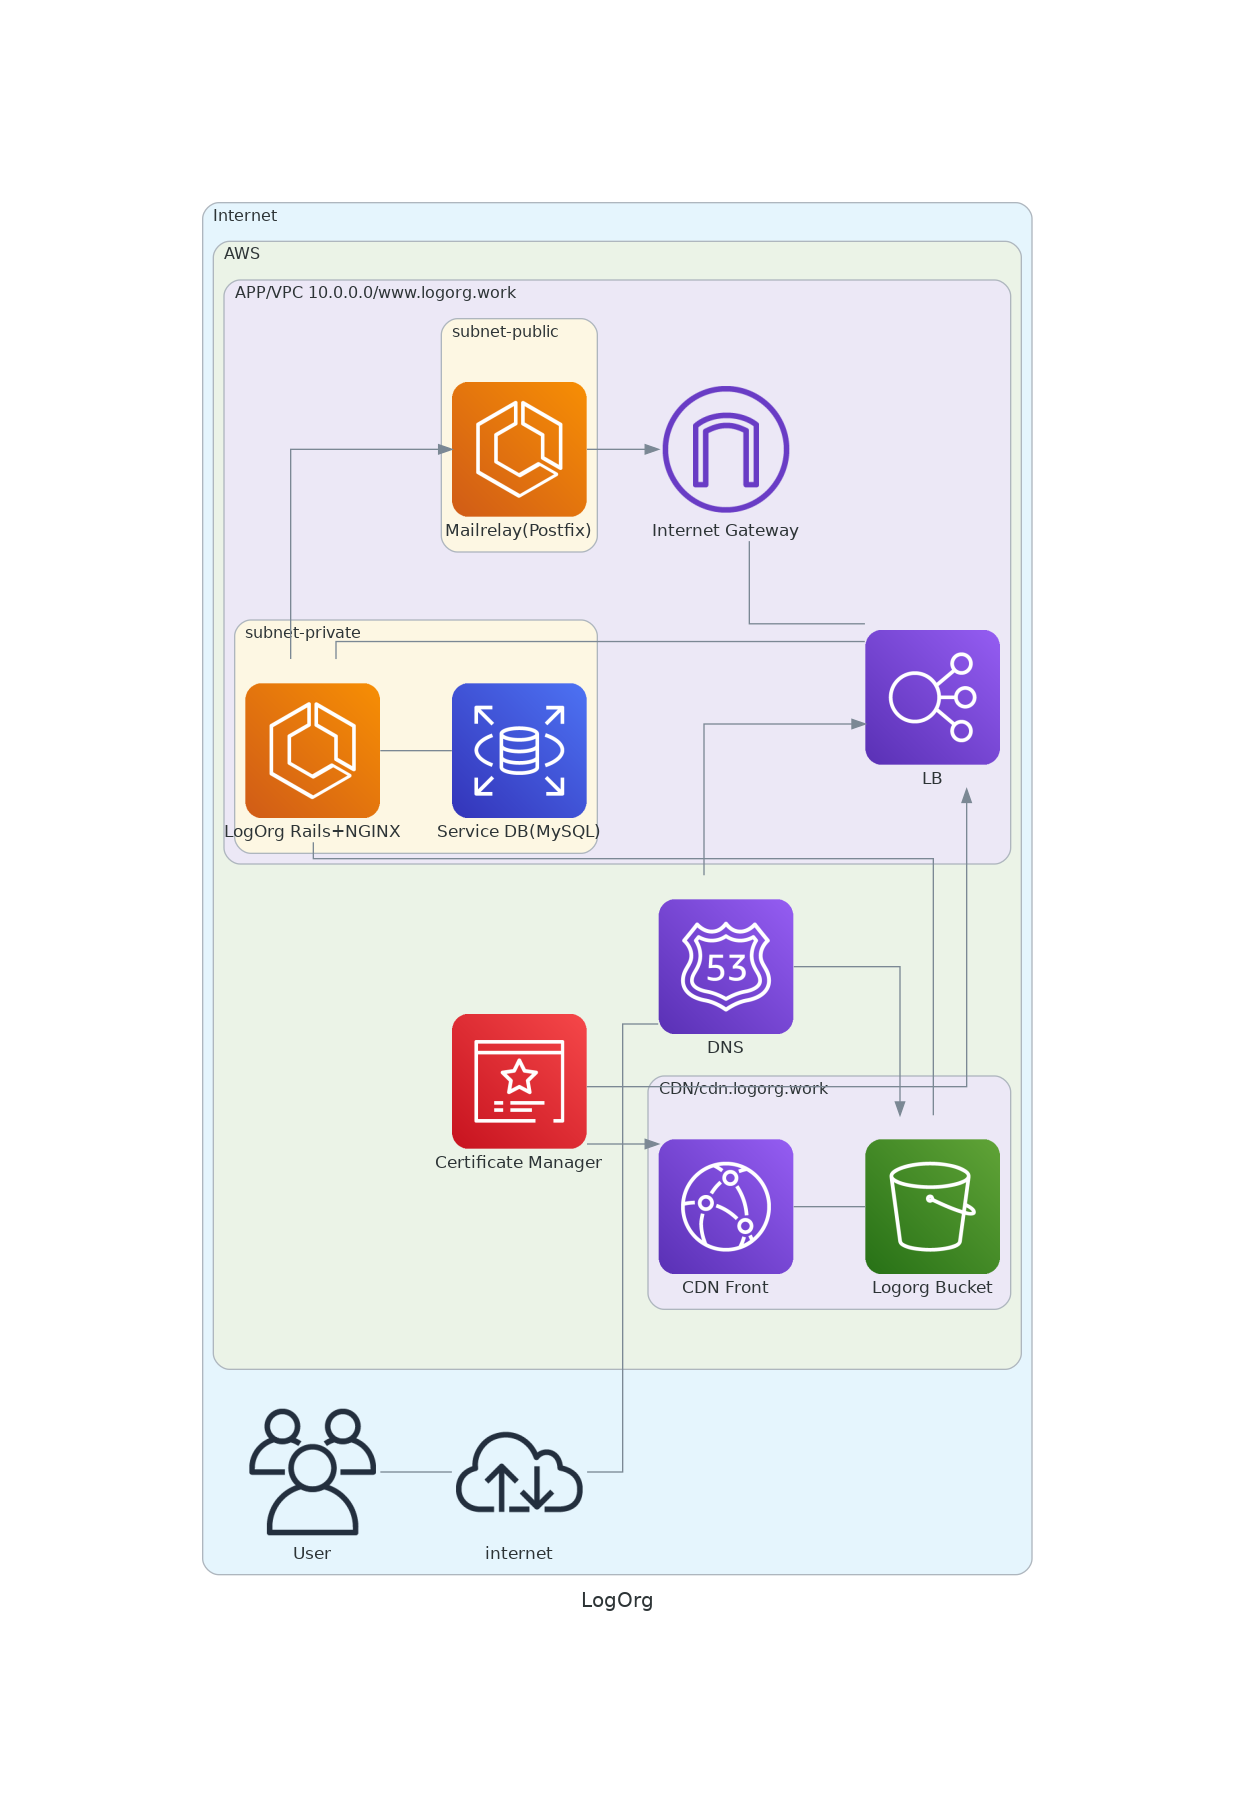 Internet
AWS
APP/VPC 10.0.0.0/www.logorg.work
subnet-public
Mailrelay(Postfix)
Internet Gateway
subnet-private
LogOrg Rails+NGINX
Service DB(MySQL)
LB
53
DNS
Certificate Manager
CDN/cdn.logorg.work
CDN Front
Logorg Bucket
User
internet
LogOrg